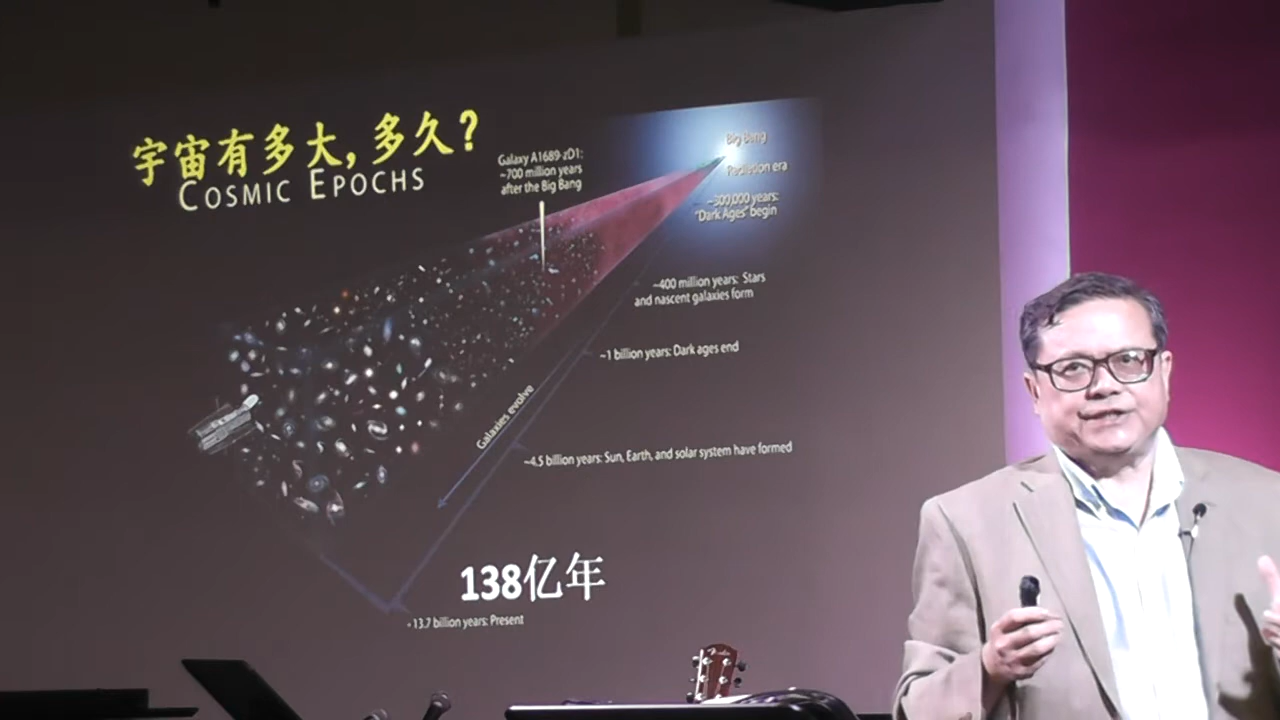 宇宙有多大，多久？
COSMIC EPOCHS
Galaxy A1689-zD1:
~700 million years
after the Big Bang
Big Bang
Radiation era
~300,000 years:
"Dark Ages" begin
~400 million years: Stars
and nascent galaxies form
~1 billion years: Dark ages end
Galaxies evolve
~4.5 billion years: Sun, Earth, and solar system have formed
138亿年
13.7 billion years: Present
Fender